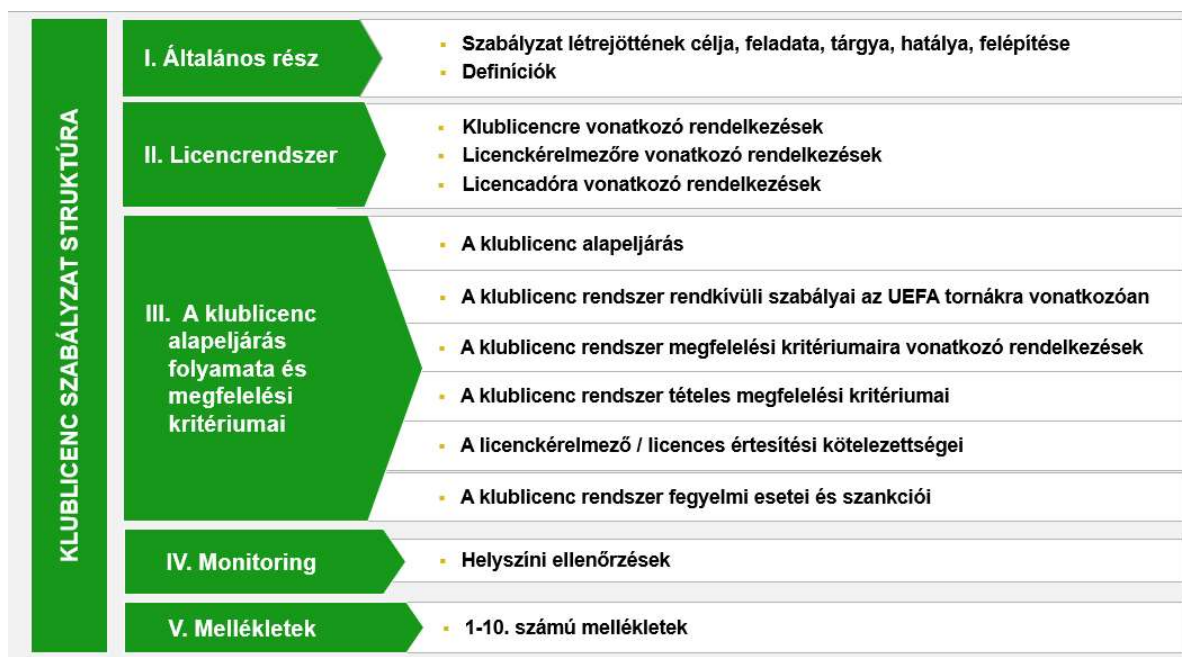 KLUBLICENC SZABÁLYZAT STRUKTÚRA
I. Általános rész
Szabályzat létrejöttének célja, feladata, tárgya, hatálya, felépítése
Definíciók
II. Licencrendszer
Klublicencre vonatkozó rendelkezések
Licenckérelmezőre vonatkozó rendelkezések
Licencadóra vonatkozó rendelkezések
III. A klublicenc
alapeljárás
folyamata és
megfelelési
kritériumai
A klublicenc alapeljárás
A klublicenc rendszer rendkívüli szabályai az UEFA tornákra vonatkozóan
A klublicenc rendszer megfelelési kritériumaira vonatkozó rendelkezések
A klublicenc rendszer tételes megfelelési kritériumai
A licenckérelmező / licences értesítési kötelezettségei
A klublicenc rendszer fegyelmi esetei és szankciói
IV. Monitoring
Helyszíni ellenőrzések
V. Mellékletek
1-10. számú mellékletek